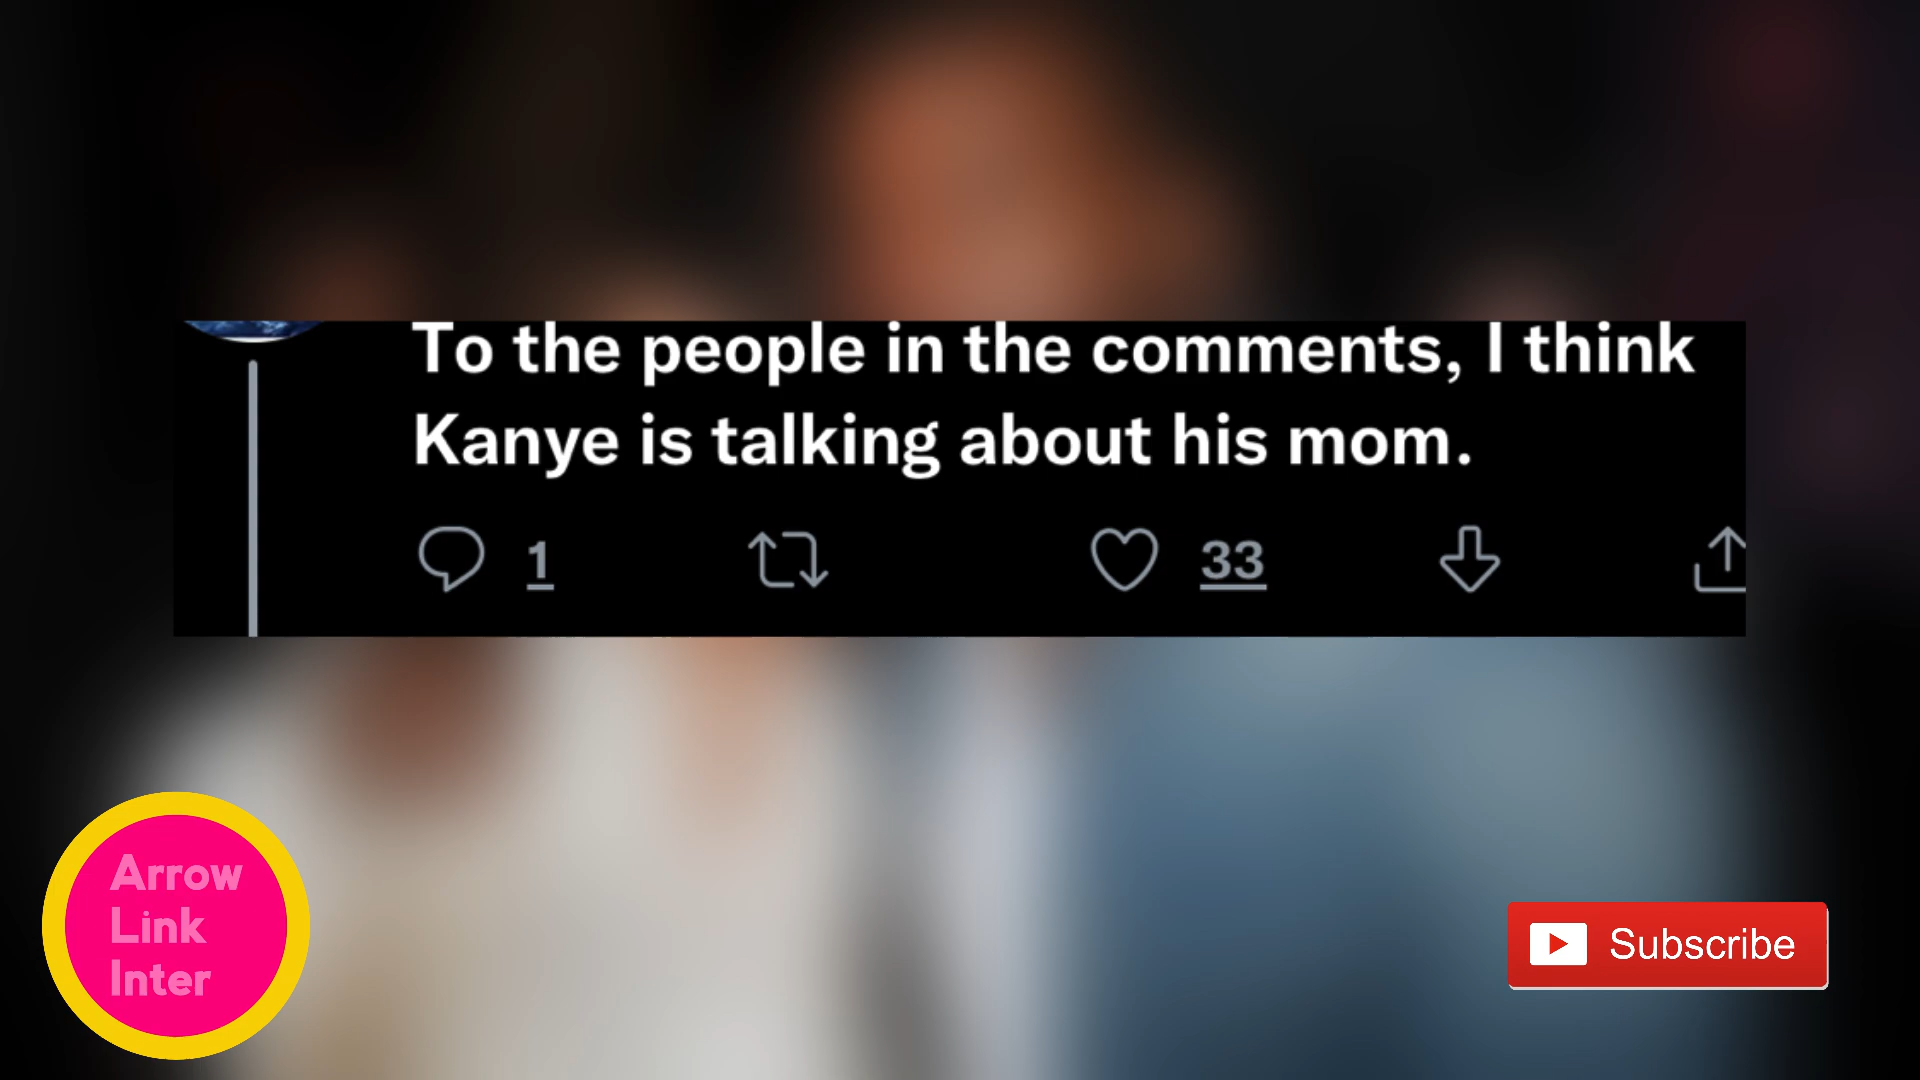 To the people in the comments, I think
Kanye is talking about his mom.
1 33
Arrow
Link
Inter
Subscribe